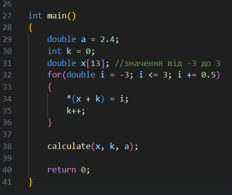 26
27 int main()
28 {
29 double a = 2.4;
30 int k = 0;
31 double x[13]; //значення від -3 до 3
32 for(double i = -3; i <= 3; i += 0.5)
33 {
34 *(x + k) = i;
35 k++;
36 }
37
38 calculate(x, k, a);
39
40 return 0;
41 }